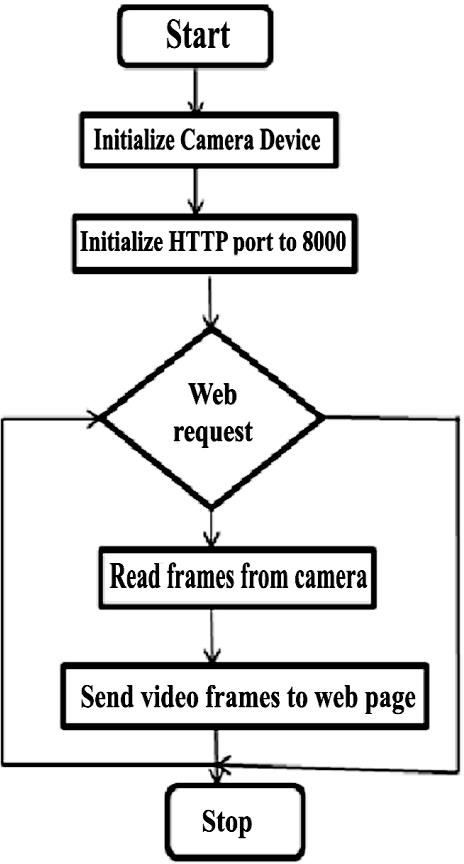 Start
Initialize Camera Device
Initialize HTTP port to 8000
Web
request
Read frames from camera
Send video frames to web page
Stop